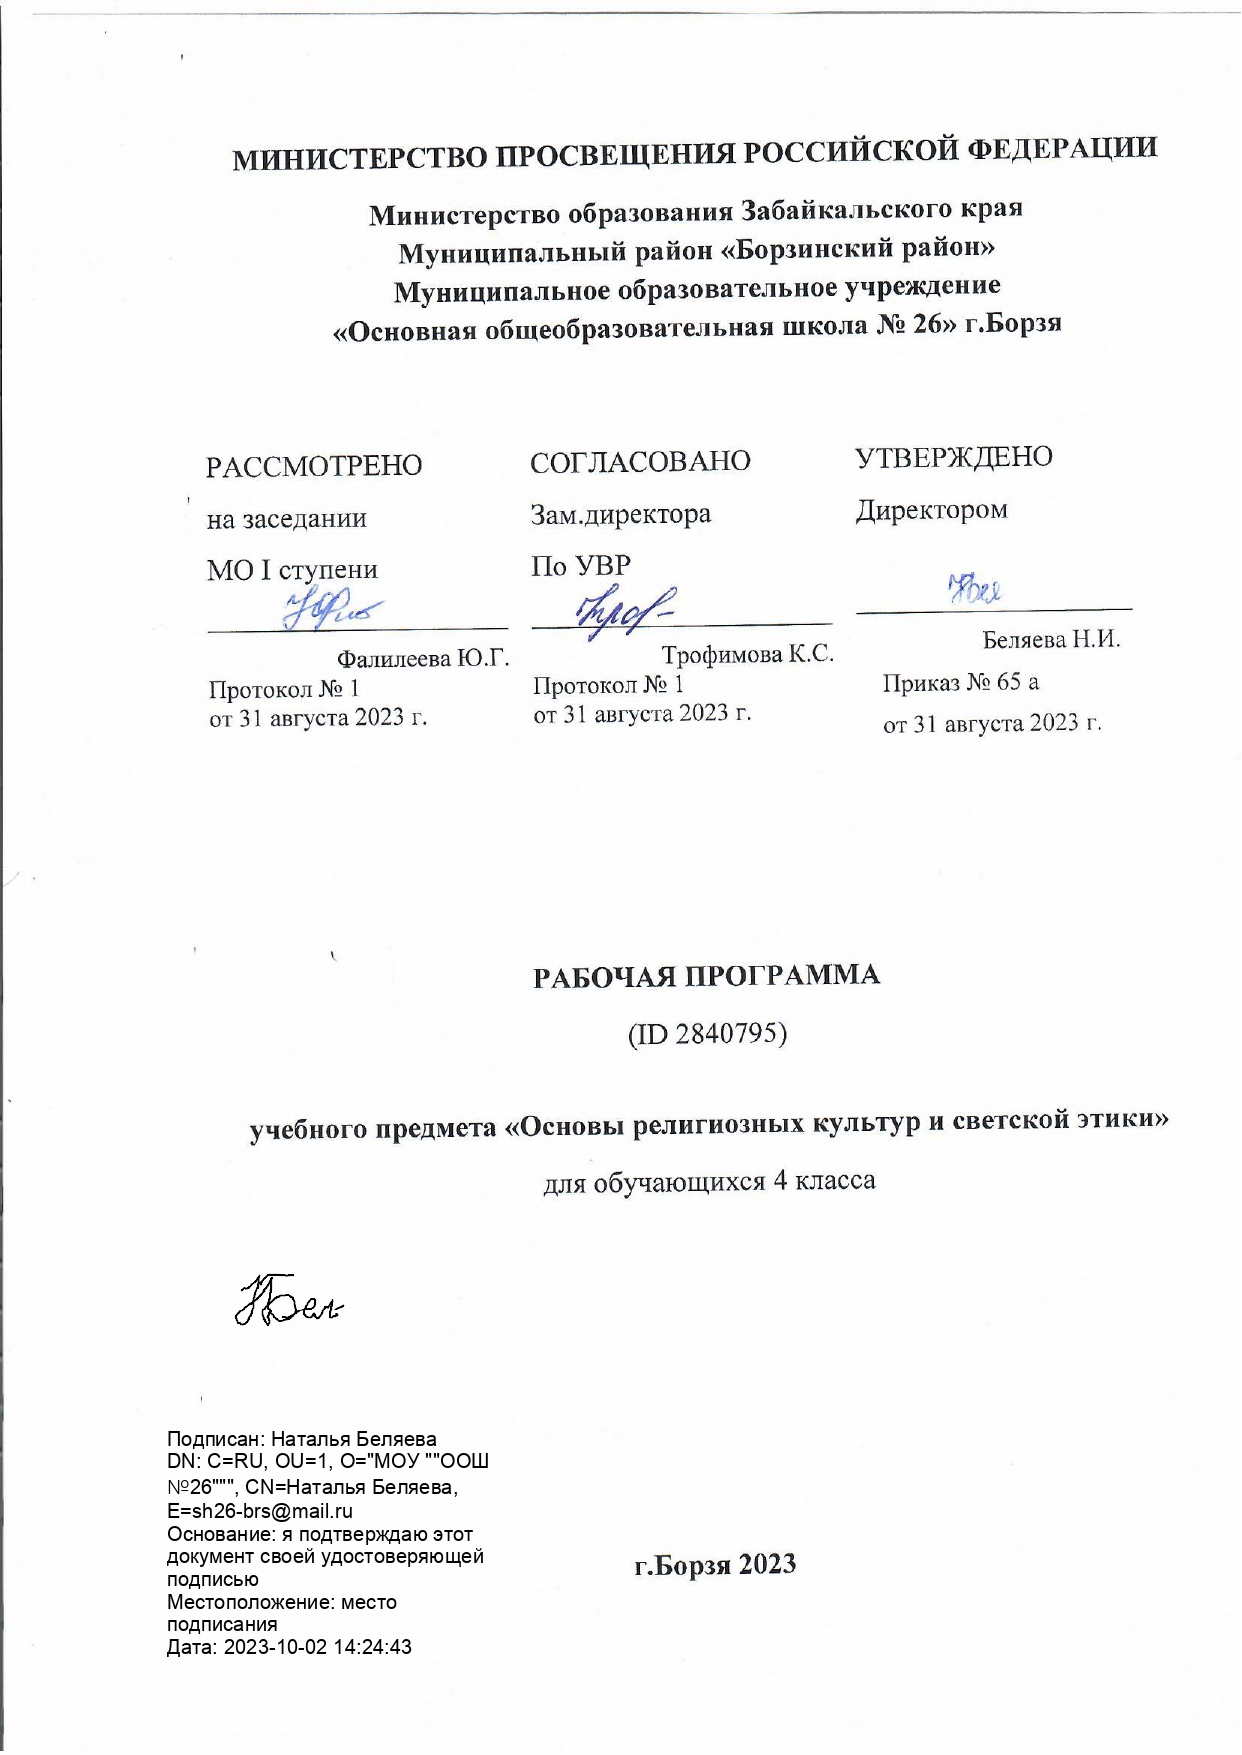 МИНИСТЕРСТВО ПРОСВЕЩЕНИЯ РОССИЙСКОЙ ФЕДЕРАЦИИ
Министерство образования Забайкальского края
Муниципальный район «Борзинский район»
Муниципальное образовательное учреждение
«Основная общеобразовательная школа № 26» г.Борзя
РАССМОТРЕНО
на заседании
МО I ступени
Фалилеева Ю.Г.
Протокол № 1
от 31 августа 2023 г.
СОГЛАСОВАНО
Зам.директора
По УВР
Трофимова К.С.
Протокол № 1
от 31 августа 2023 г.
УТВЕРЖДЕНО
Директором
Беляева Н.И.
Приказ № 65 а
от 31 августа 2023 г.
РАБОЧАЯ ПРОГРАММА
(ID 2840795)
учебного предмета «Основы религиозных культур и светской этики»
для обучающихся 4 класса
Подписан: Наталья Беляева
DN: C=RU, OU=1, O="МОУ ""ООШ
№26""", CN=Наталья Беляева,
E=sh26-brs@mail.ru
Основание: я подтверждаю этот
документ своей удостоверяющей
подписью
Местоположение: место
подписания
Дата: 2023-10-02 14:24:43
г.Борзя 2023